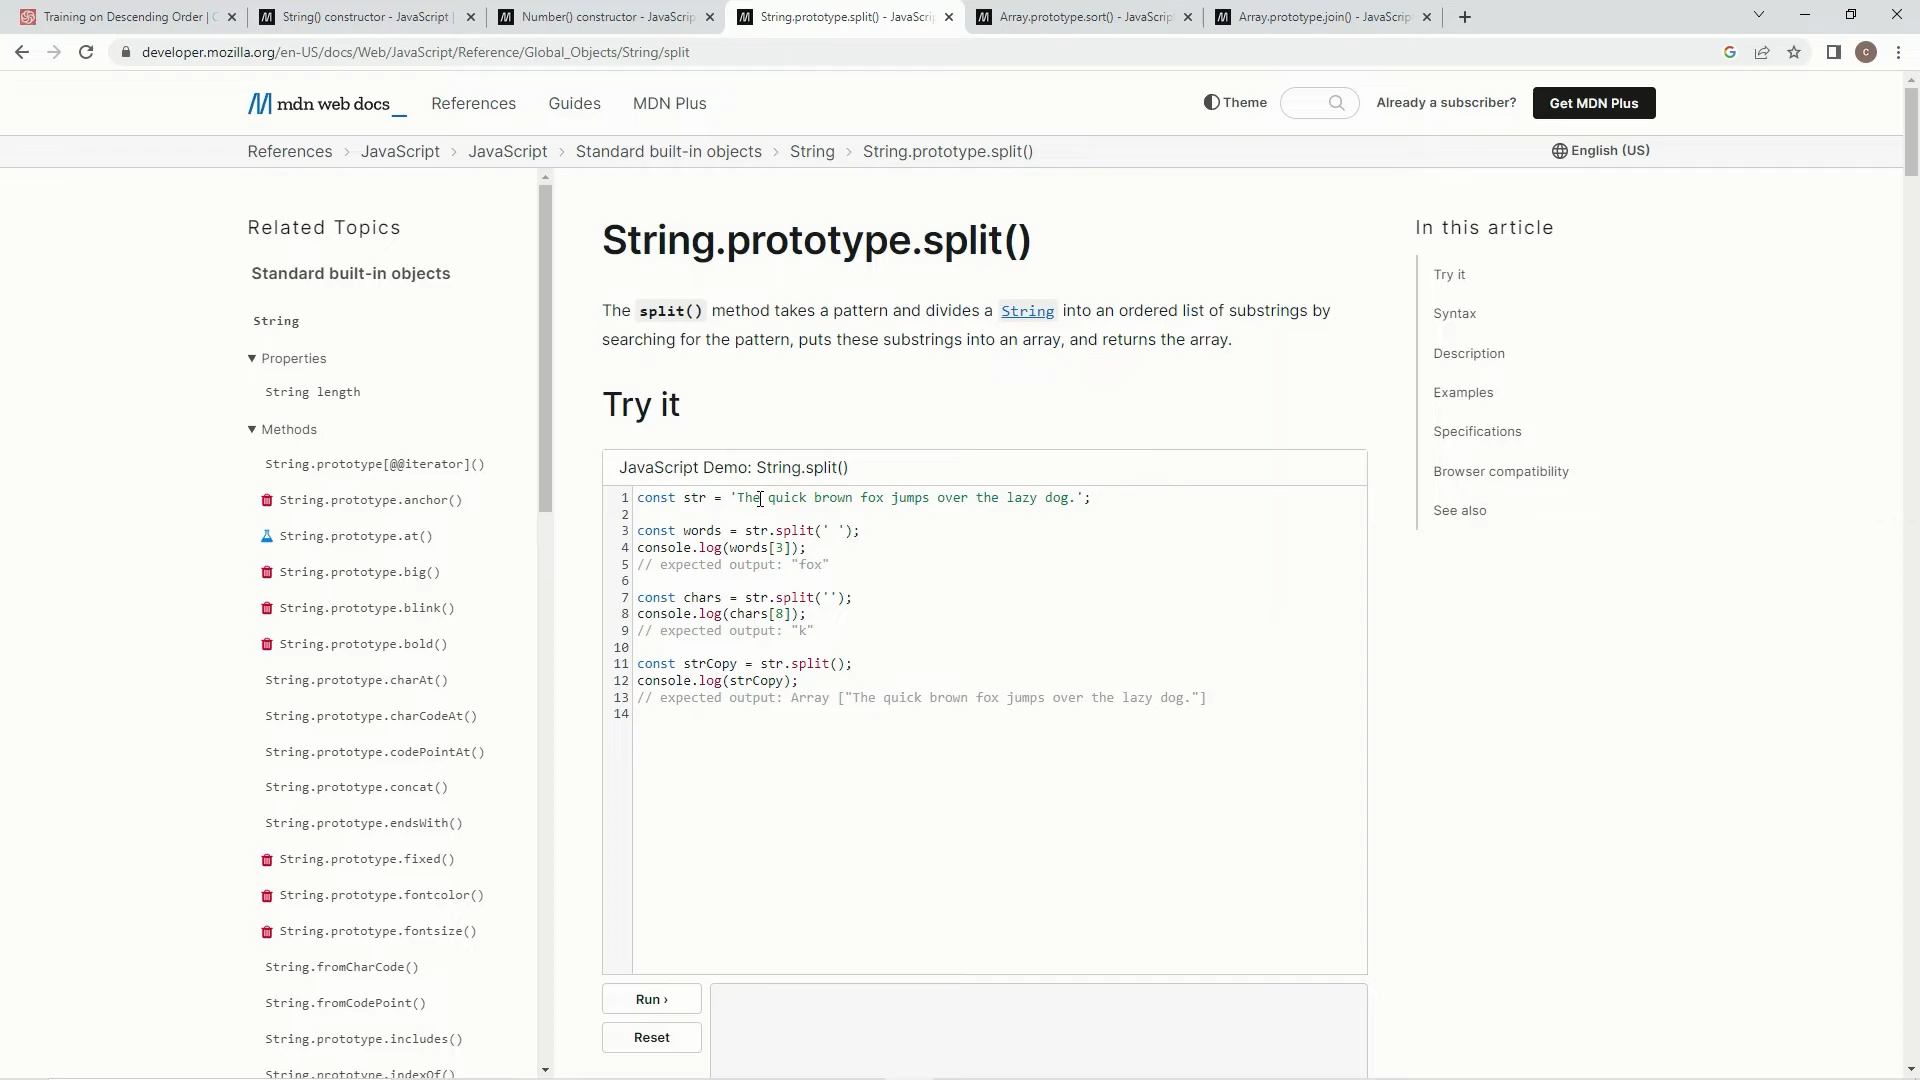 Training on Descending Order | C
String() constructor - JavaScript |
Number() constructor - JavaScrip
String.prototype.split() - JavaScri
Array.prototype.sort() - JavaScrip
Array.prototype.join() - JavaScrip
developer.mozilla.org/en-US/docs/Web/JavaScript/Reference/Global_Objects/String/split
G
C
mdn web docs_
References
Guides
MDN Plus
Theme
Already a subscriber?
Get MDN Plus
References > JavaScript > JavaScript > Standard built-in objects > String > String.prototype.split()
English (US)
Related Topics
Standard built-in objects
String
Properties
String length
Methods
String.prototype[@@iterator]()
String.prototype.anchor()
String.prototype.at()
String.prototype.big()
String.prototype.blink()
String.prototype.bold()
String.prototype.charAt()
String.prototype.charCodeAt()
String.prototype.codePointAt()
String.prototype.concat()
String.prototype.endsWith()
String.prototype.fixed()
String.prototype.fontcolor()
String.prototype.fontsize()
String.fromCharCode()
String.fromCodePoint()
String.prototype.includes()
String.prototype.indexOf()
String.prototype.split()
The split() method takes a pattern and divides a String into an ordered list of substrings by
searching for the pattern, puts these substrings into an array, and returns the array.
Try it
JavaScript Demo: String.split()
1 const str = 'The quick brown fox jumps over the lazy dog.';
2
3 const words = str.split(' ');
4 console.log(words[3]);
5 // expected output: "fox"
6
7 const chars = str.split('');
8 console.log(chars[8]);
9 // expected output: "k"
10
11 const strCopy = str.split();
12 console.log(strCopy);
13 // expected output: Array ["The quick brown fox jumps over the lazy dog."]
14
Run ›
Reset
In this article
Try it
Syntax
Description
Examples
Specifications
Browser compatibility
See also